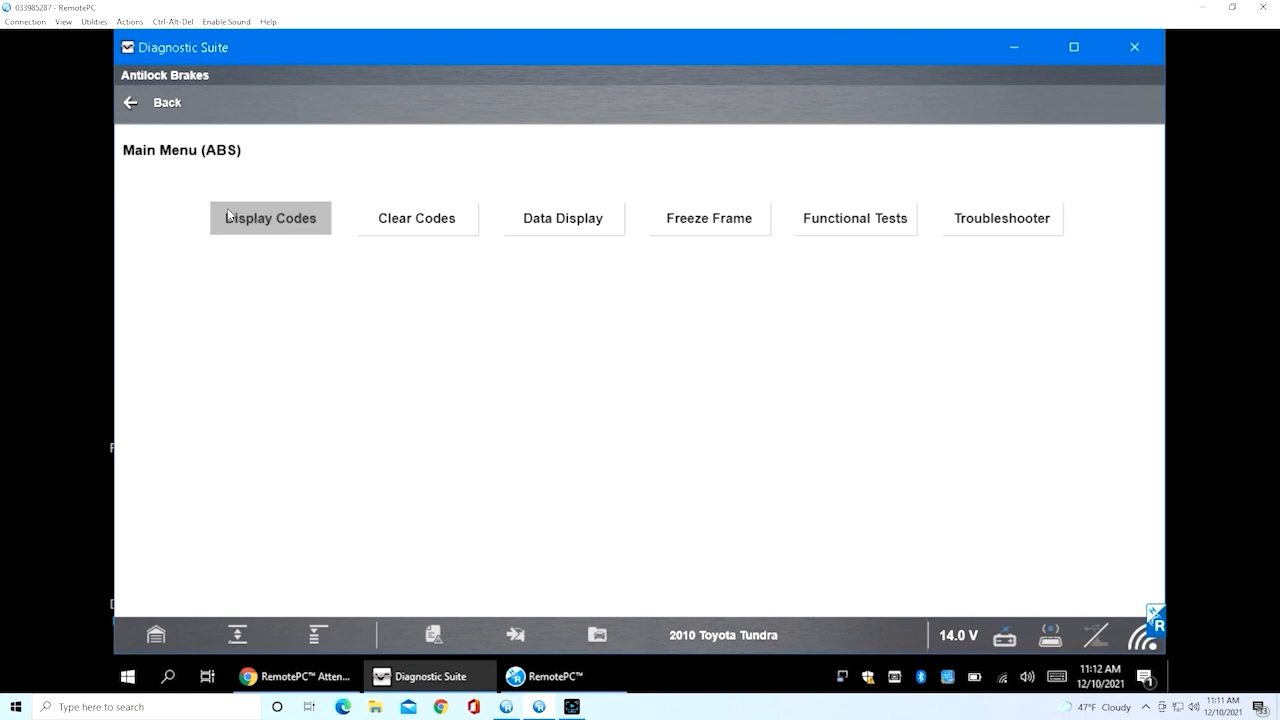 033985287 - RemotePC
Connection View Utilities Actions Ctrl-Alt-Del Enable Sound Help
Diagnostic Suite
Antilock Brakes
Back
Main Menu (ABS)
Display Codes Clear Codes Data Display Freeze Frame Functional Tests Troubleshooter
2010 Toyota Tundra 14.0 V
R
RemotePC™ Atten... Diagnostic Suite RemotePC™
11:12 AM
12/10/2021
1
Type here to search
47°F Cloudy
11:11 AM
12/10/2021